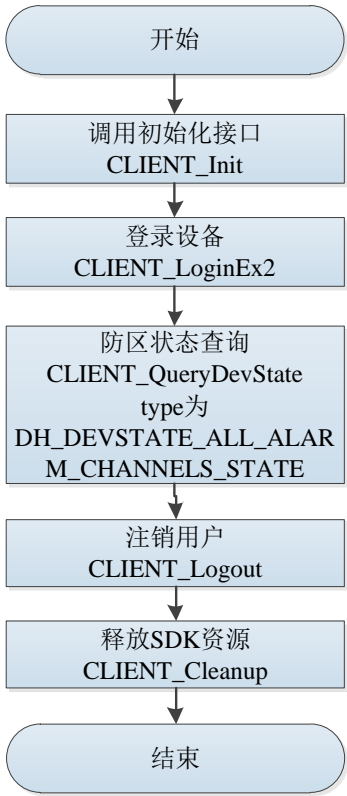 开始
调用初始化接口
CLIENT_Init
登录设备
CLIENT_LoginEx2
防区状态查询
CLIENT_QueryDevState
type为
DH_DEVSTATE_ALL_ALAR
M_CHANNELS_STATE
注销用户
CLIENT_Logout
释放SDK资源
CLIENT_Cleanup
结束